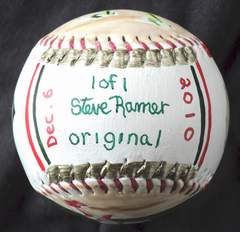 Dec. 6
1 of 1
Steve Ramer
original
2010